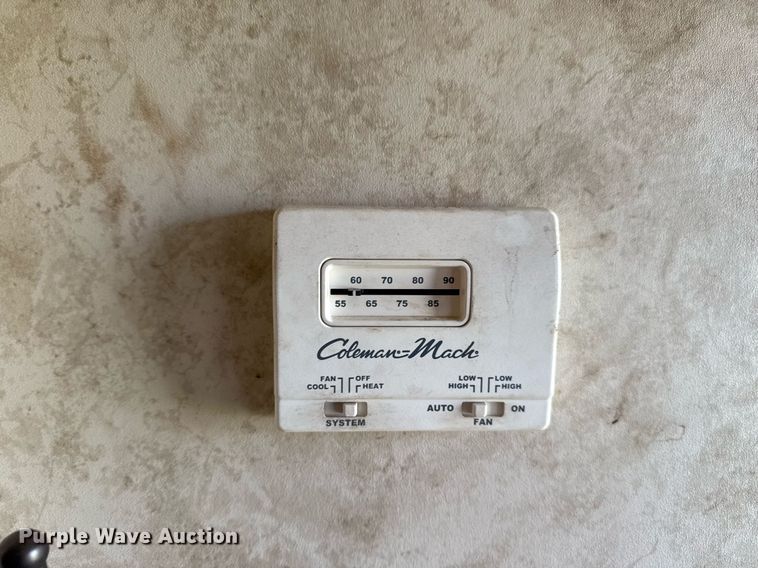 60 70 80 90
55 65 75 85
Coleman-Mach
FAN OFF LOW LOW
COOL HEAT HIGH HIGH
AUTO ON
SYSTEM FAN
Purple Wave Auction